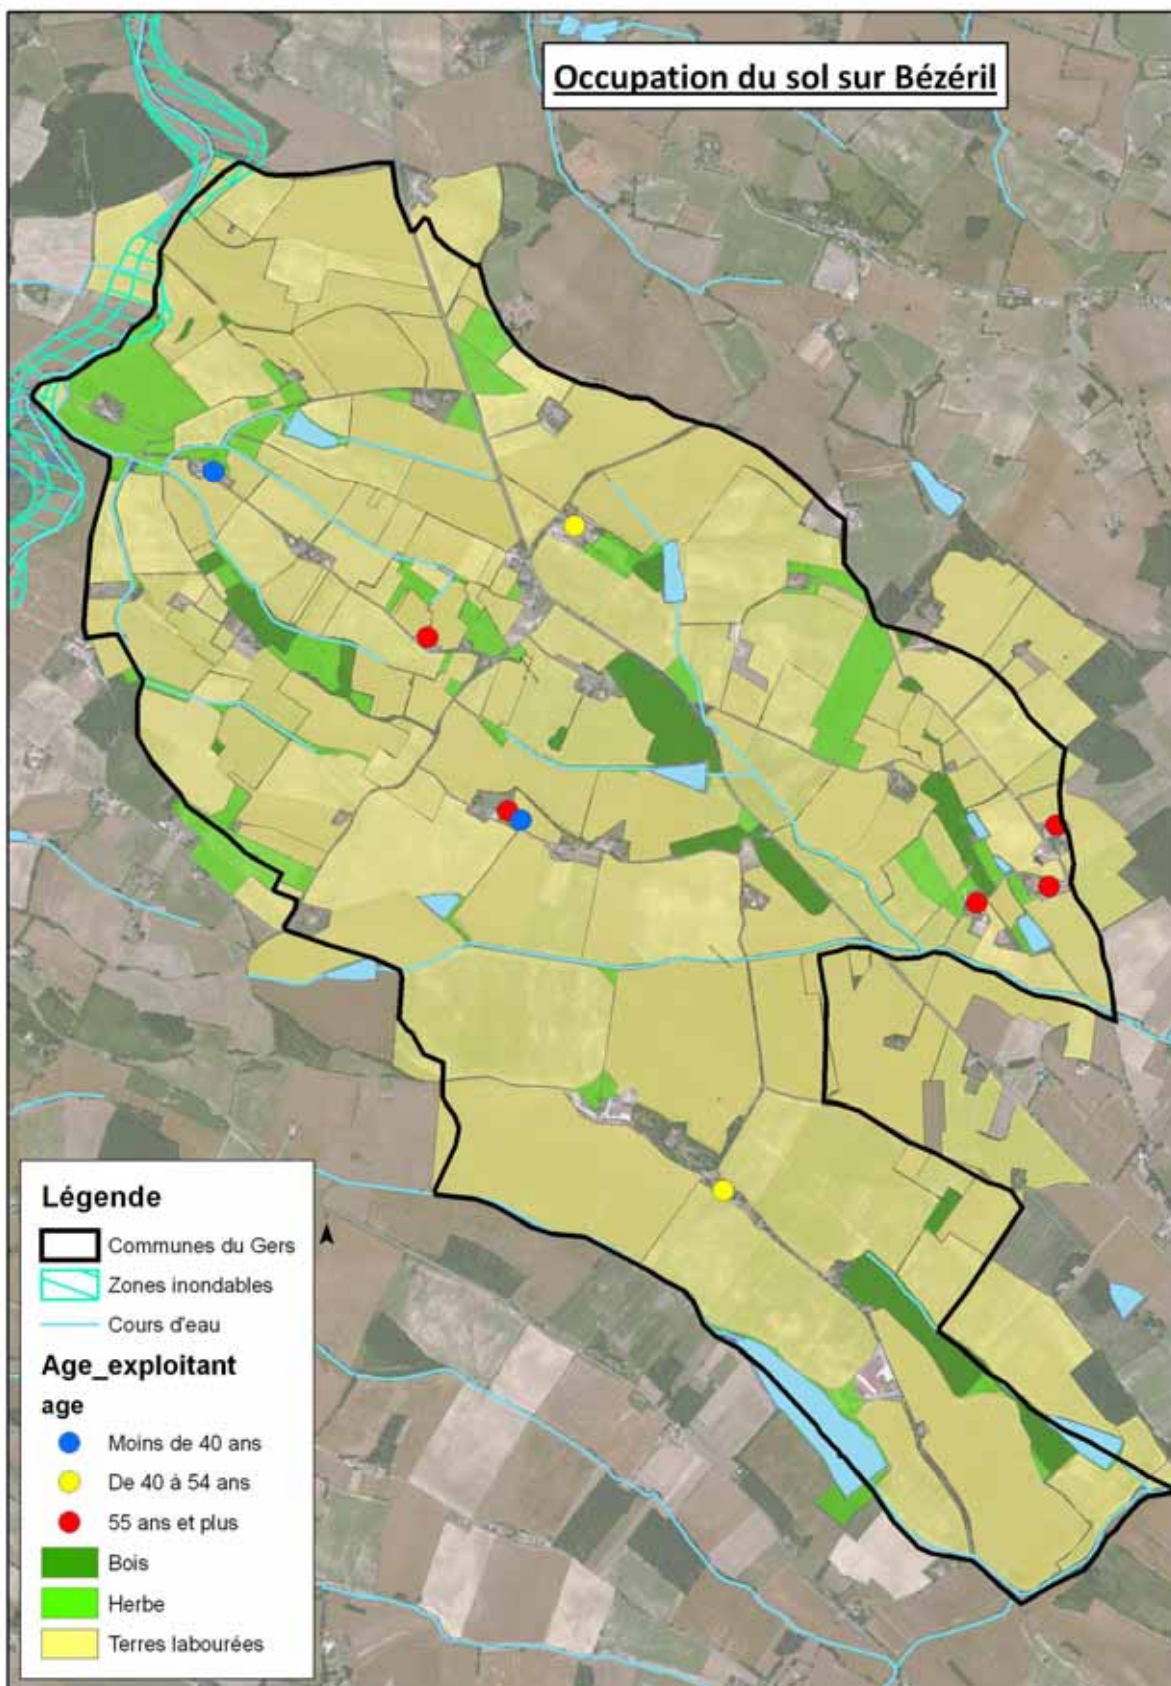 Occupation du sol sur Bézéril
Légende
Communes du Gers
Zones inondables
Cours d'eau
Age_exploitant
age
Moins de 40 ans
De 40 à 54 ans
55 ans et plus
Bois
Herbe
Terres labourées